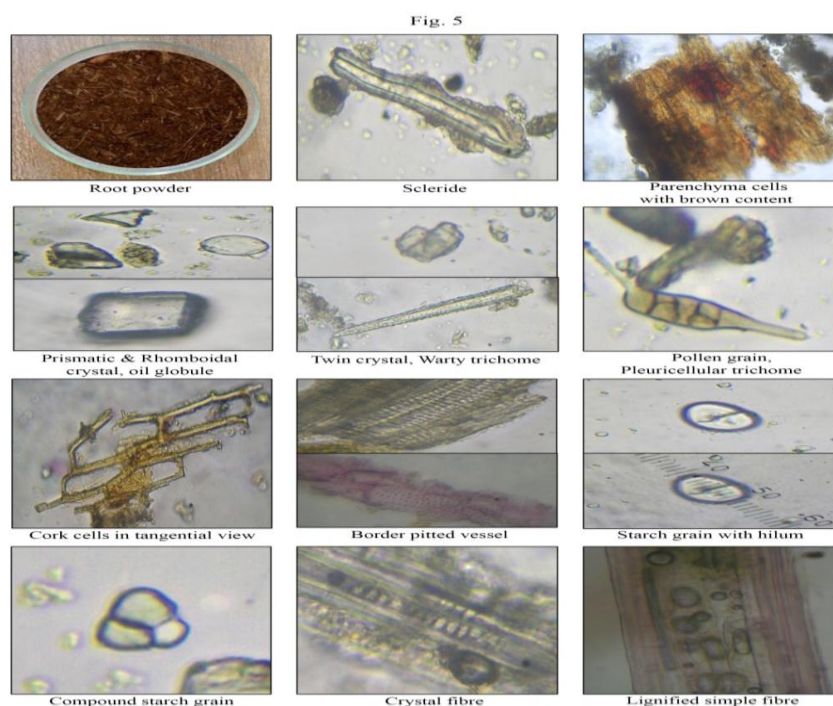 Fig. 5
Root powder
Scleride
Parenchyma cells
with brown content
Prismatic & Rhomboidal
crystal, oil globule
Twin crystal, Warty trichome
Pollen grain,
Pleuricellular trichome
Cork cells in tangential view
Border pitted vessel
Starch grain with hilum
Compound starch grain
Crystal fibre
Lignified simple fibre